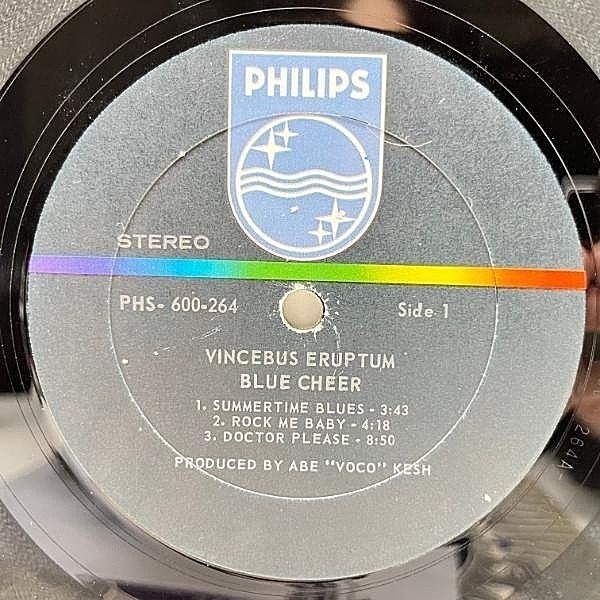 PHILIPS
STEREO
PHS- 600-264 Side 1
VINCEBUS ERUPTUM
BLUE CHEER
1. SUMMERTIME BLUES - 3:43
2. ROCK ME BABY - 4:18
3. DOCTOR PLEASE - 8:50
PRODUCED BY ABE "VOCO" KESH
264A